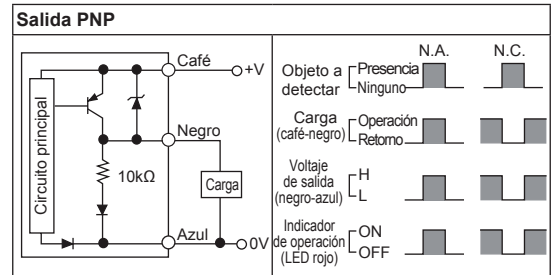 Salida PNP
Circuito principal
Café
+V
Negro
10kΩ
Carga
Azul
0V
N.A.
N.C.
Objeto a
detectar
Presencia
Ninguno
Carga
(café-negro)
Operación
Retorno
Voltaje
de salida
(negro-azul)
H
L
Indicador
de operación
(LED rojo)
ON
OFF